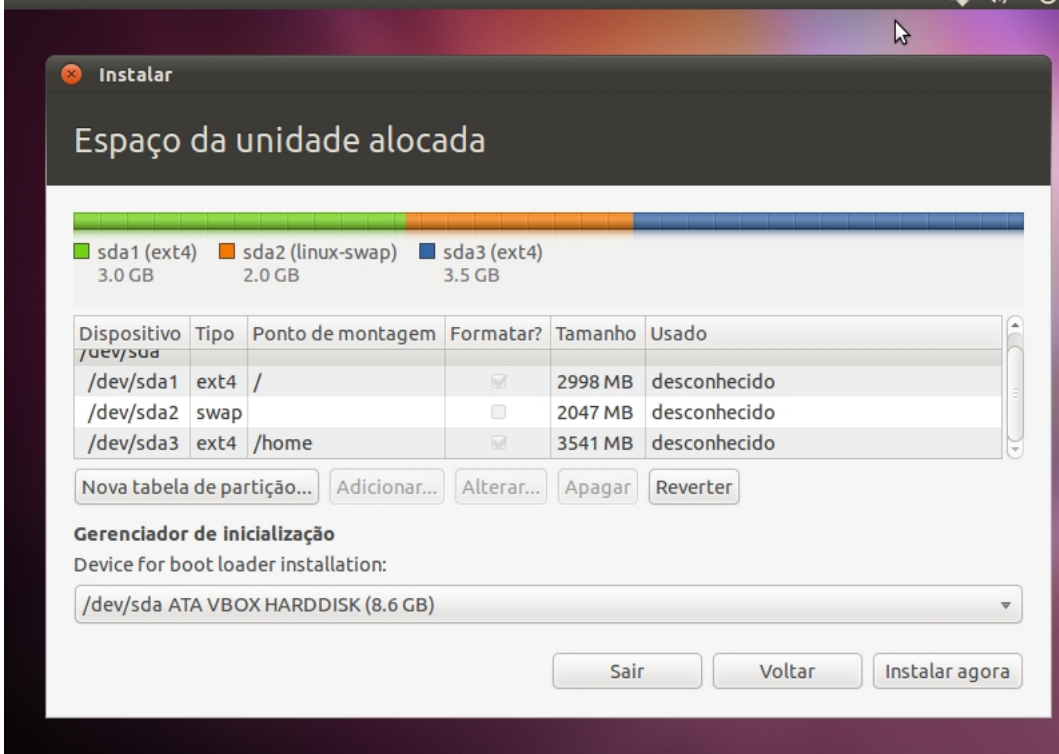 Instalar
Espaço da unidade alocada
sda1 (ext4) sda2 (linux-swap) sda3 (ext4)
3.0 GB 2.0 GB 3.5 GB
Dispositivo Tipo Ponto de montagem Formatar? Tamanho Usado
/dev/sda
/dev/sda1 ext4 / 2998 MB desconhecido
/dev/sda2 swap 2047 MB desconhecido
/dev/sda3 ext4 /home 3541 MB desconhecido
Nova tabela de partição... Adicionar... Alterar... Apagar Reverter
Gerenciador de inicialização
Device for boot loader installation:
/dev/sda ATA VBOX HARDDISK (8.6 GB)
Sair Voltar Instalar agora